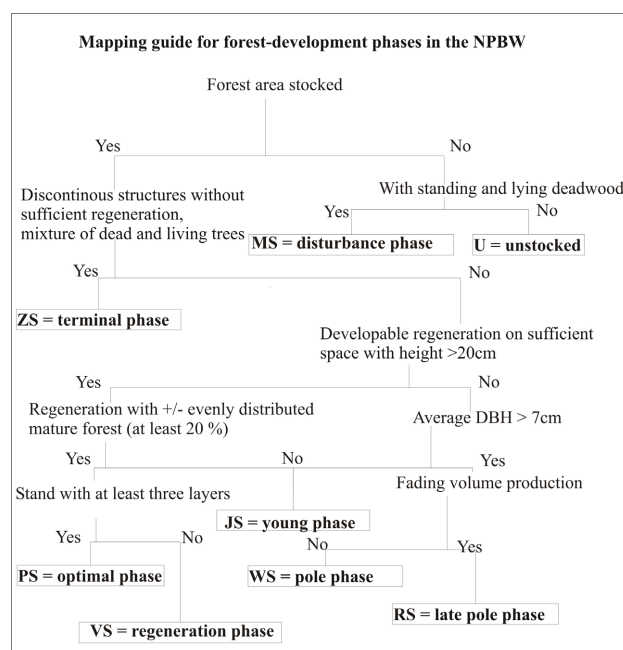 Mapping guide for forest-development phases in the NPBW
Forest area stocked
Yes
No
Discontinous structures without
sufficient regeneration,
mixture of dead and living trees
With standing and lying deadwood
Yes
No
MS = disturbance phase
U = unstocked
Yes
No
ZS = terminal phase
Developable regeneration on sufficient
space with height >20cm
Yes
No
Regeneration with +/- evenly distributed
mature forest (at least 20 %)
Average DBH > 7cm
Yes
No
Yes
Stand with at least three layers
Fading volume production
JS = young phase
Yes
No
No
Yes
PS = optimal phase
WS = pole phase
RS = late pole phase
VS = regeneration phase